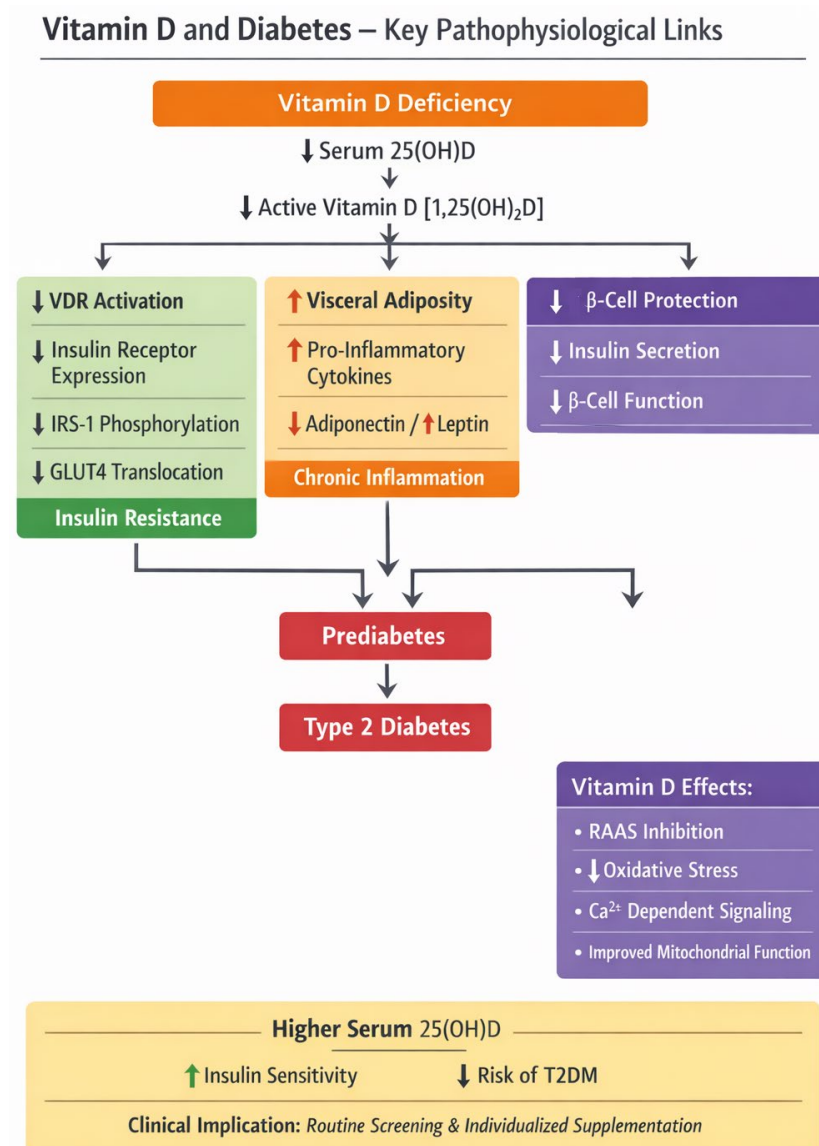 Vitamin D and Diabetes – Key Pathophysiological Links
Vitamin D Deficiency
↓ Serum 25(OH)D
↓ Active Vitamin D [1,25(OH)₂D]
↓ VDR Activation
↓ Insulin Receptor
Expression
↓ IRS-1 Phosphorylation
↓ GLUT4 Translocation
Insulin Resistance
↑ Visceral Adiposity
↑ Pro-Inflammatory
Cytokines
↓ Adiponectin / ↑ Leptin
Chronic Inflammation
↓ β-Cell Protection
↓ Insulin Secretion
↓ β-Cell Function
Prediabetes
Type 2 Diabetes
Vitamin D Effects:
• RAAS Inhibition
• ↓ Oxidative Stress
• Ca²⁺ Dependent Signaling
• Improved Mitochondrial Function
Higher Serum 25(OH)D
↑ Insulin Sensitivity
↓ Risk of T2DM
Clinical Implication: Routine Screening & Individualized Supplementation